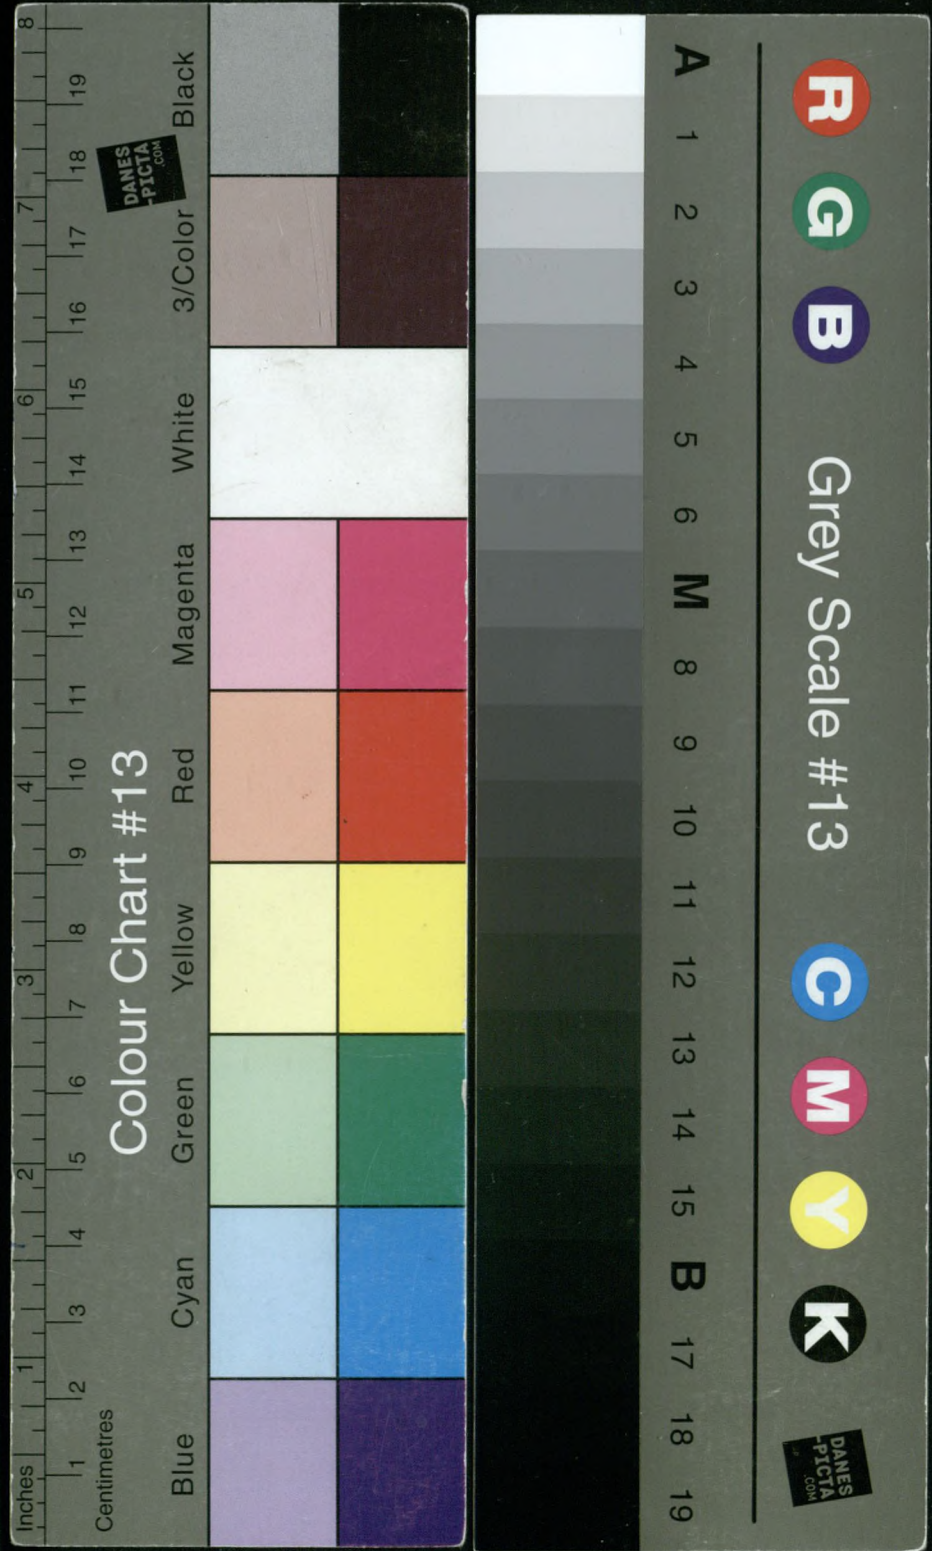 Colour Chart #13
Inches 1 2 3 4 5 6 7 8
Centimetres 1 2 3 4 5 6 7 8 9 10 11 12 13 14 15 16 17 18 19
Blue Cyan Green Yellow Red Magenta White 3/Color Black
DANES
-PICTA
.COM
R G B Grey Scale #13 C M Y K
DANES
-PICTA
.COM
A 1 2 3 4 5 6 M 8 9 10 11 12 13 14 15 B 17 18 19